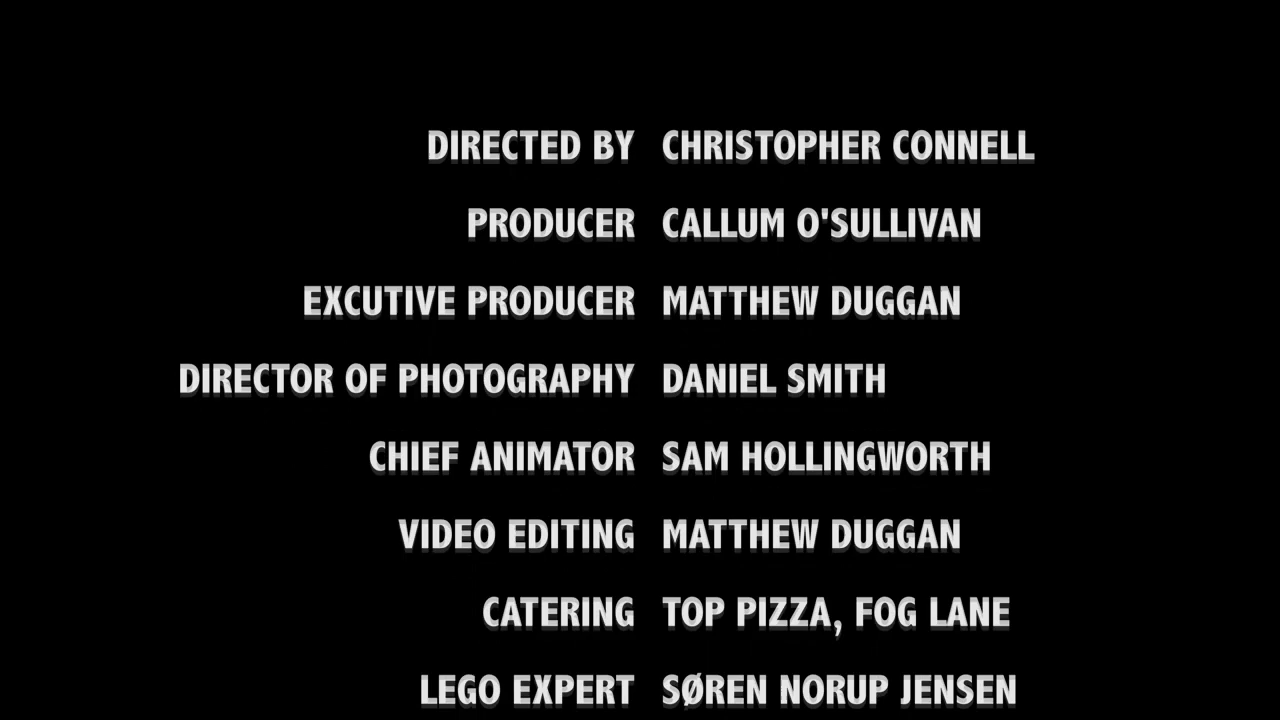 DIRECTED BY CHRISTOPHER CONNELL
PRODUCER CALLUM O'SULLIVAN
EXCUTIVE PRODUCER MATTHEW DUGGAN
DIRECTOR OF PHOTOGRAPHY DANIEL SMITH
CHIEF ANIMATOR SAM HOLLINGWORTH
VIDEO EDITING MATTHEW DUGGAN
CATERING TOP PIZZA, FOG LANE
LEGO EXPERT SØREN NORUP JENSEN